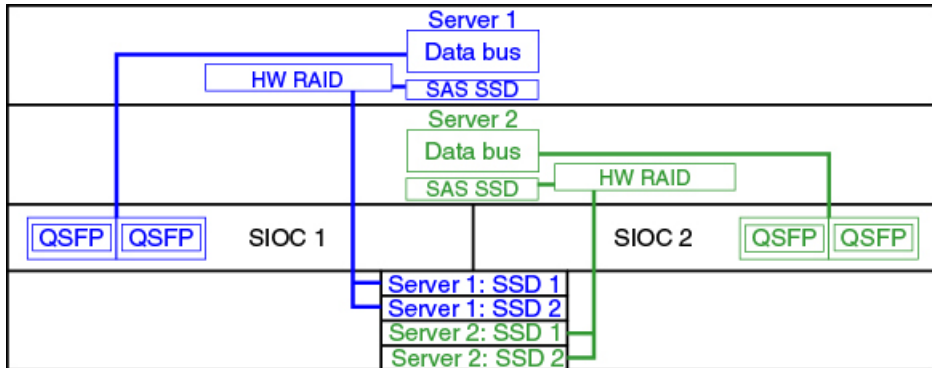 Server 1
Data bus
HW RAID
SAS SSD
Server 2
Data bus
HW RAID
SAS SSD
QSFP QSFP SIOC 1 SIOC 2 QSFP QSFP
Server 1: SSD 1
Server 1: SSD 2
Server 2: SSD 1
Server 2: SSD 2